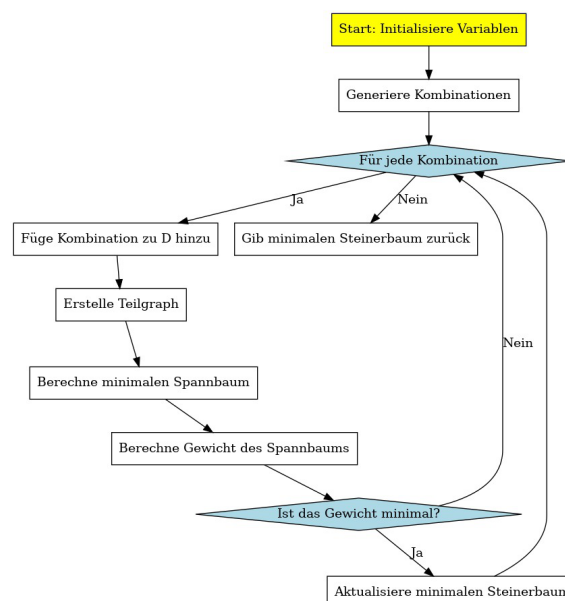 Start: Initialisiere Variablen
Generiere Kombinationen
Für jede Kombination
Ja
Nein
Füge Kombination zu D hinzu
Gib minimalen Steinerbaum zurück
Erstelle Teilgraph
Nein
Berechne minimalen Spannbaum
Berechne Gewicht des Spannbaums
Ist das Gewicht minimal?
Ja
Aktualisiere minimalen Steinerbaum